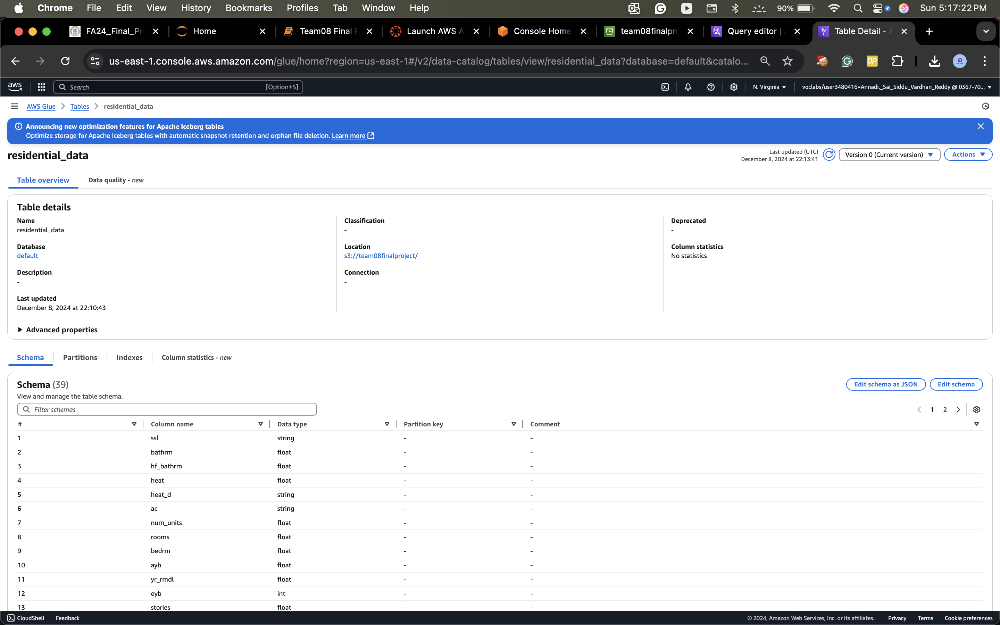 Chrome File Edit View History Bookmarks Profiles Tab Window Help 90% Sun 5:17:22 PM
FA24_Final_Pr Home Team08 Final P Launch AWS A Console Home team08finalpro Query editor | Table Detail -
us-east-1.console.aws.amazon.com/glue/home?region=us-east-1#/v2/data-catalog/tables/view/residential_data?database=default&catalo...
aws Search [Option+S] N. Virginia voclabs/user3480416=Annadi,_Sai_Siddu_Vardhan_Reddy @ 0367-70...
AWS Glue Tables residential_data
Announcing new optimization features for Apache Iceberg tables
Optimize storage for Apache Iceberg tables with automatic snapshot retention and orphan file deletion. Learn more
residential_data
Last updated (UTC)
December 8, 2024 at 22:13:41
Version 0 (Current version) Actions
Table overview Data quality - new
Table details
Name
residential_data
Database
default
Description
-
Last updated
December 8, 2024 at 22:10:43
Classification
-
Location
s3://team08finalproject/
Connection
-
Deprecated
-
Column statistics
No statistics
Advanced properties
Schema Partitions Indexes Column statistics - new
Schema (39)
View and manage the table schema.
Edit schema as JSON Edit schema
Filter schemas
1 2
# Column name Data type Partition key Comment
1 ssl string - -
2 bathrm float - -
3 hf_bathrm float - -
4 heat float - -
5 heat_d string - -
6 ac string - -
7 num_units float - -
8 rooms float - -
9 bedrm float - -
10 ayb float - -
11 yr_rmdl float - -
12 eyb int - -
13 stories float - -
CloudShell Feedback © 2024, Amazon Web Services, Inc. or its affiliates. Privacy Terms Cookie preferences